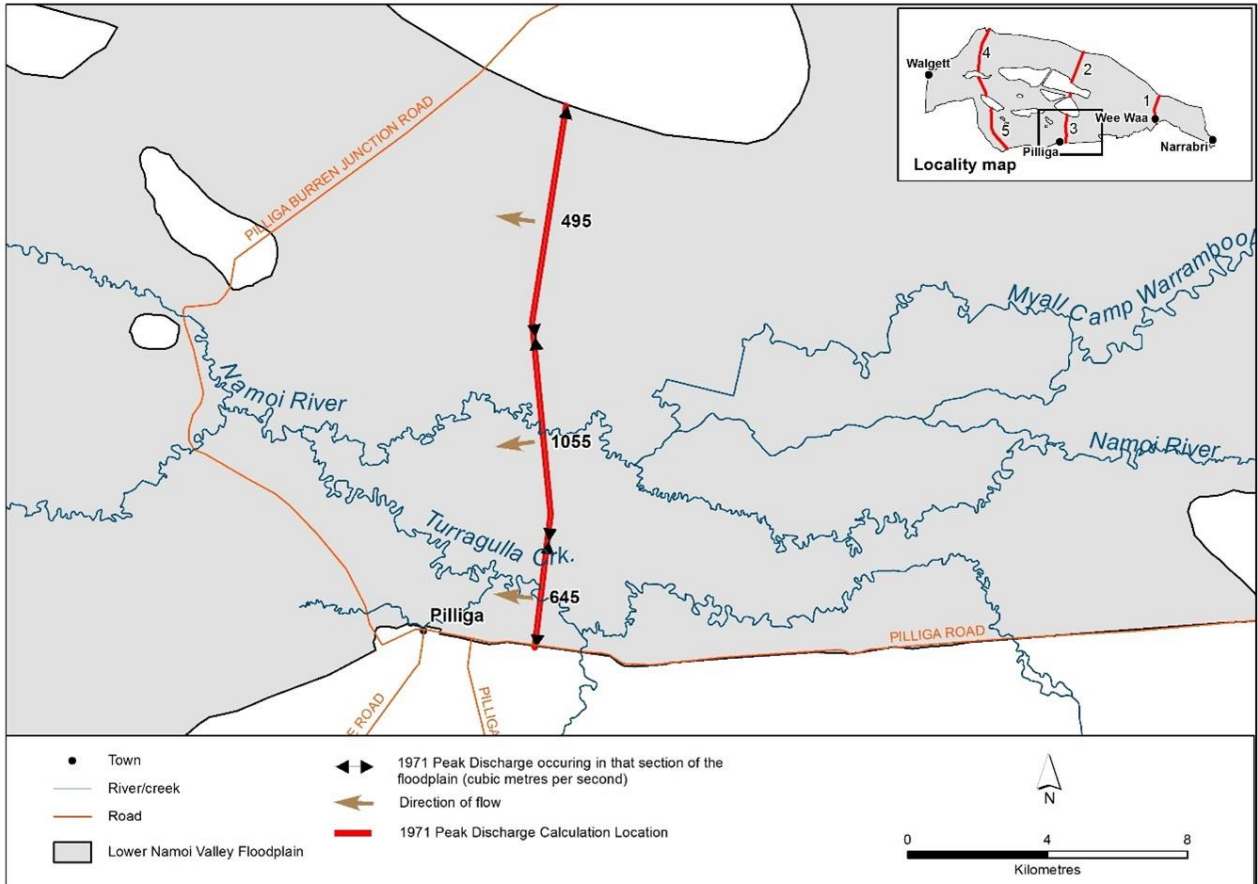 4
2
Walgett
1
Wee Waa
5
3
Pilliga
Narrabri
Locality map
PILLIGA BURREN JUNCTION ROAD
495
Myall Camp Warrambool
Namoi River
1055
Namoi River
Turragulla Crk.
645
Pilliga
PILLIGA ROAD
E ROAD
PILLIGA
Town
River/creek
Road
Lower Namoi Valley Floodplain
1971 Peak Discharge occuring in that section of the
floodplain (cubic metres per second)
Direction of flow
1971 Peak Discharge Calculation Location
N
0 4 8
Kilometres